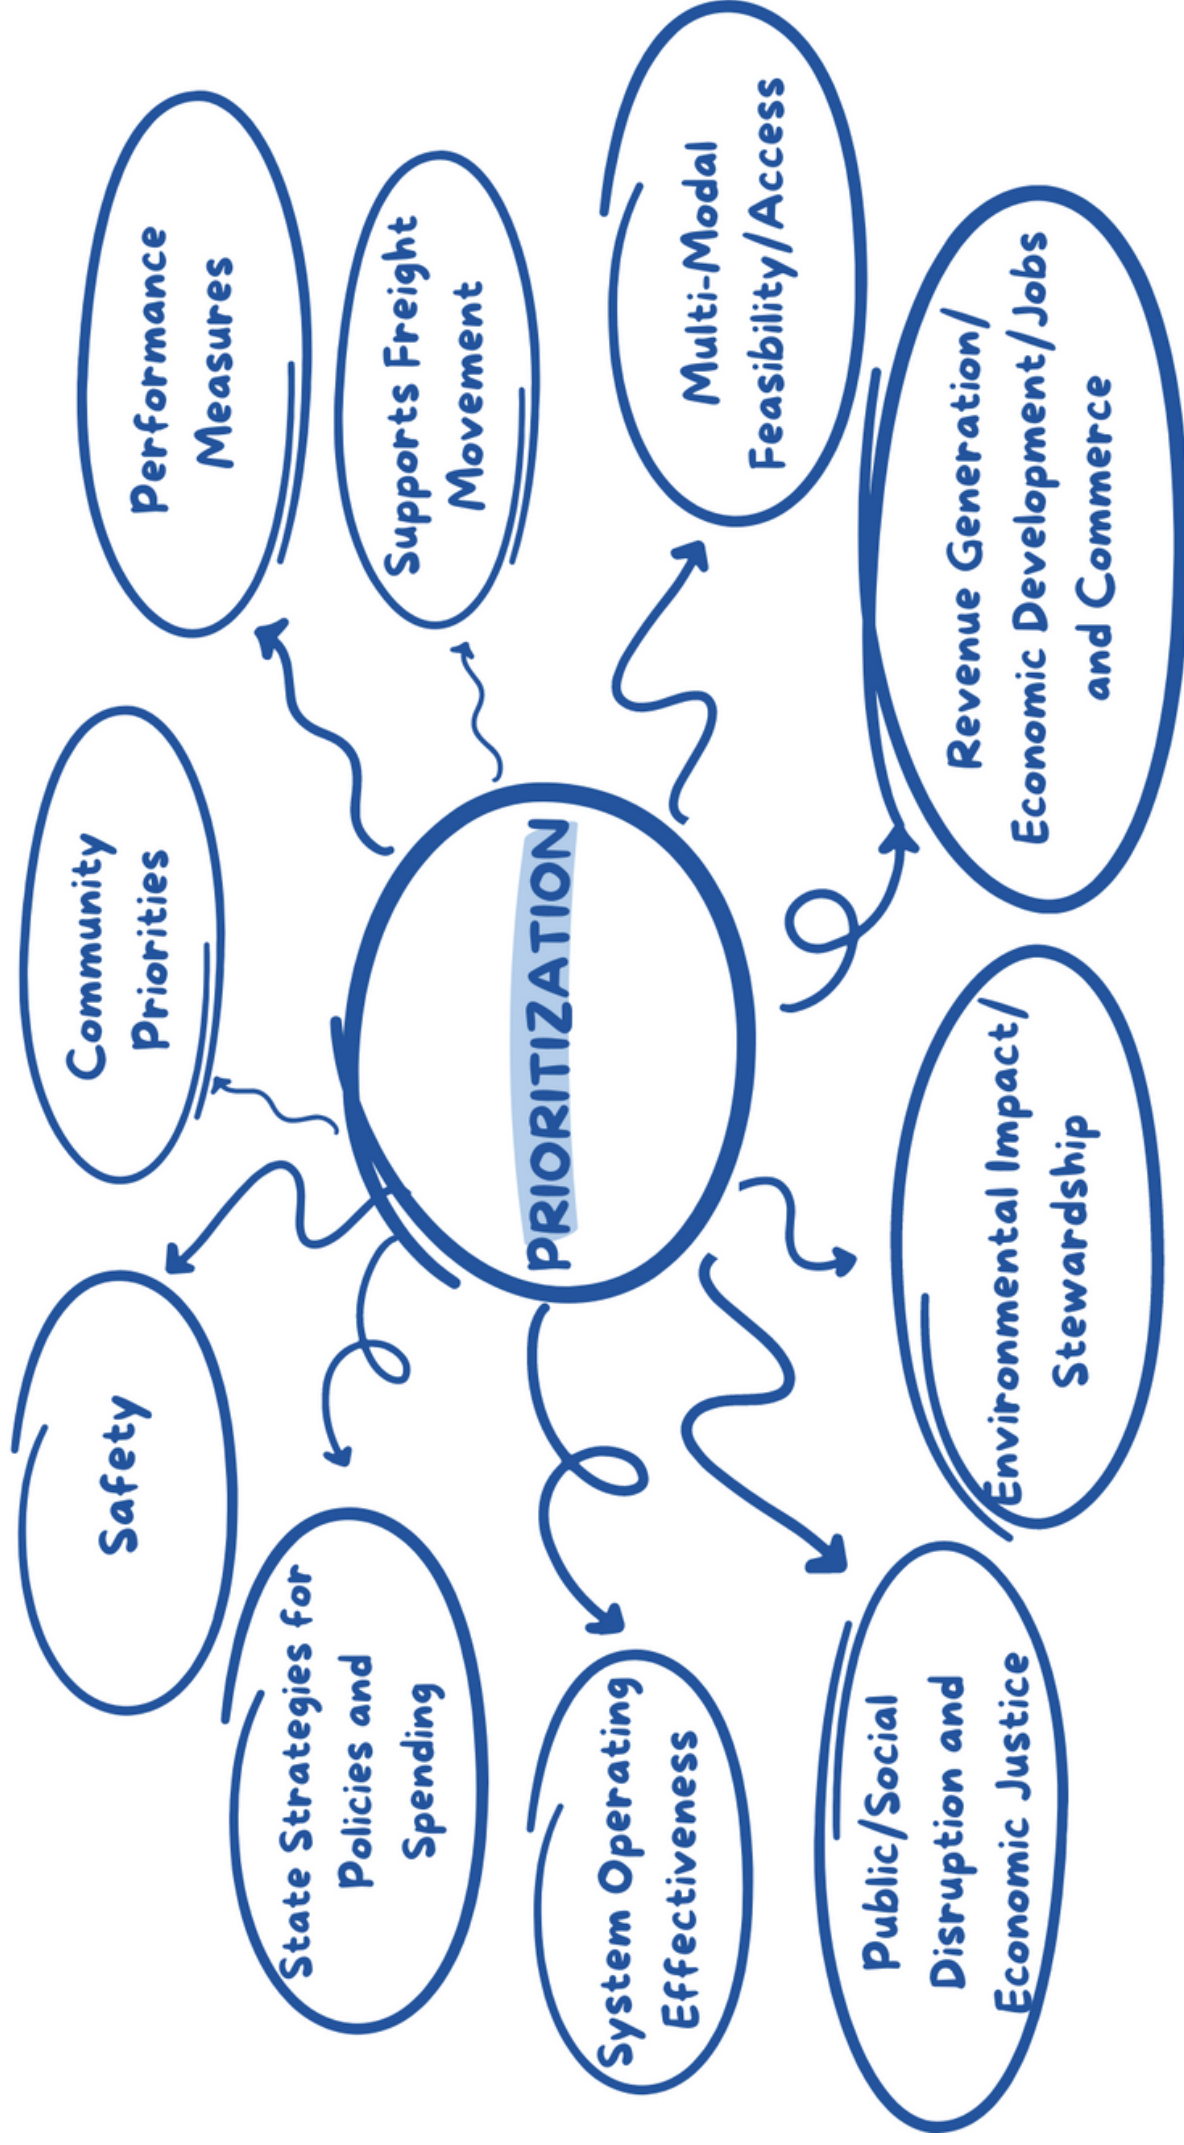 Safety
Community
Priorities
Performance
Measures
State Strategies for
Policies and
Spending
Supports Freight
Movement
PRIORITIZATION
System Operating
Effectiveness
Multi-Modal
Feasibility/Access
Public/Social
Disruption and
Economic Justice
Environmental Impact/
Stewardship
Revenue Generation/
Economic Development/Jobs
and Commerce